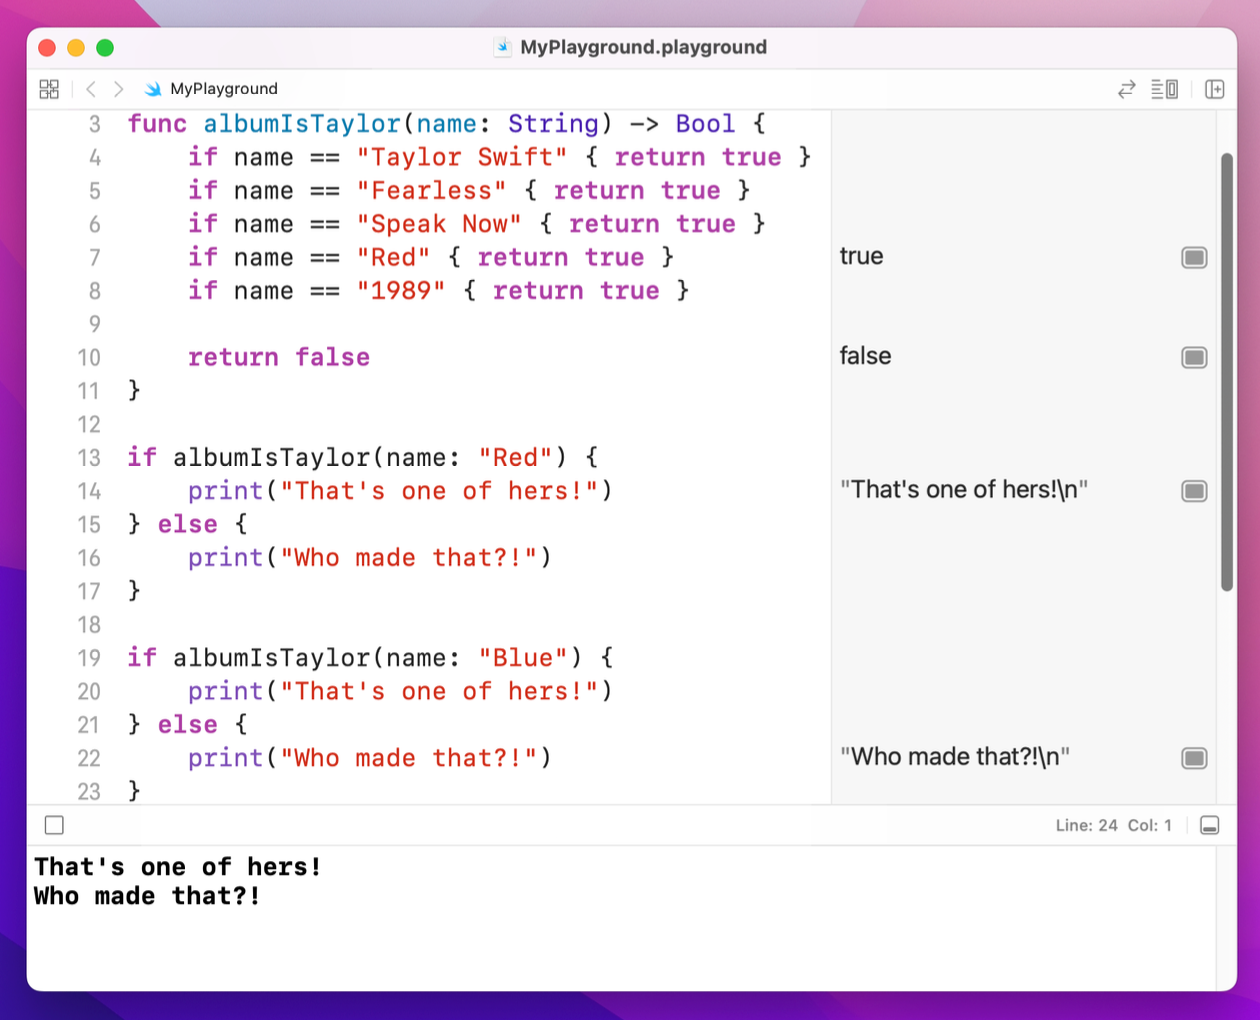 MyPlayground.playground
MyPlayground
3 func albumIsTaylor(name: String) -> Bool {
4 if name == "Taylor Swift" { return true }
5 if name == "Fearless" { return true }
6 if name == "Speak Now" { return true }
7 if name == "Red" { return true } true
8 if name == "1989" { return true }
9
10 return false false
11 }
12
13 if albumIsTaylor(name: "Red") {
14 print("That's one of hers!") "That's one of hers!\n"
15 } else {
16 print("Who made that?!")
17 }
18
19 if albumIsTaylor(name: "Blue") {
20 print("That's one of hers!")
21 } else {
22 print("Who made that?!") "Who made that?!\n"
23 }
Line: 24 Col: 1
That's one of hers!
Who made that?!